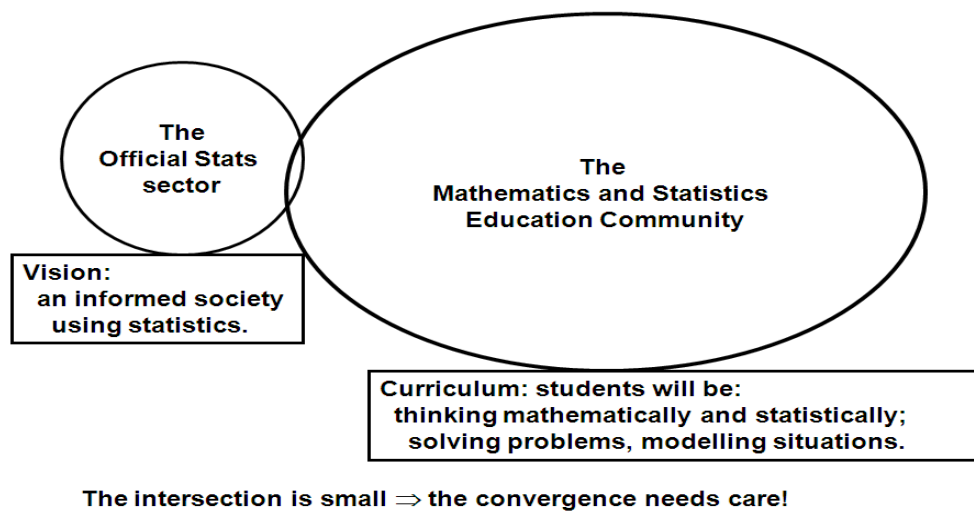 The
Official Stats
sector
The
Mathematics and Statistics
Education Community
Vision:
an informed society
using statistics.
Curriculum: students will be:
thinking mathematically and statistically;
solving problems, modelling situations.
The intersection is small ⇒ the convergence needs care!